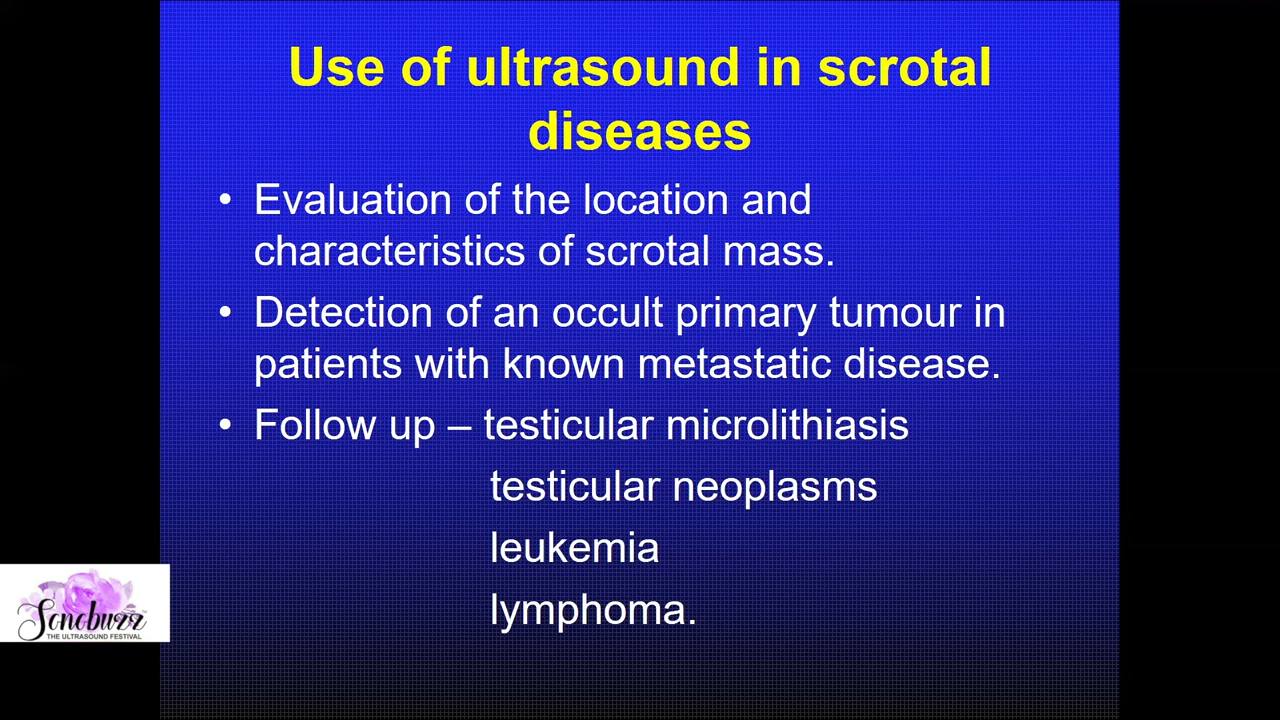 Use of ultrasound in scrotal
diseases
• Evaluation of the location and
characteristics of scrotal mass.
• Detection of an occult primary tumour in
patients with known metastatic disease.
• Follow up – testicular microlithiasis
testicular neoplasms
leukemia
lymphoma.
Sonobuzz
THE ULTRASOUND FESTIVAL